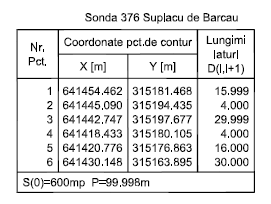 Sonda 376 Suplacu de Barcau
Nr. Pct. Coordonate pct.de contur Lungimi laturi D(i,i+1)
X [m] Y [m]
1 641454.462 315181.468 15.999
2 641445.090 315194.435 4.000
3 641442.747 315197.677 29.999
4 641418.433 315180.105 4.000
5 641420.776 315176.863 16.000
6 641430.148 315163.895 30.000
S(0)=600mp P=99.998m